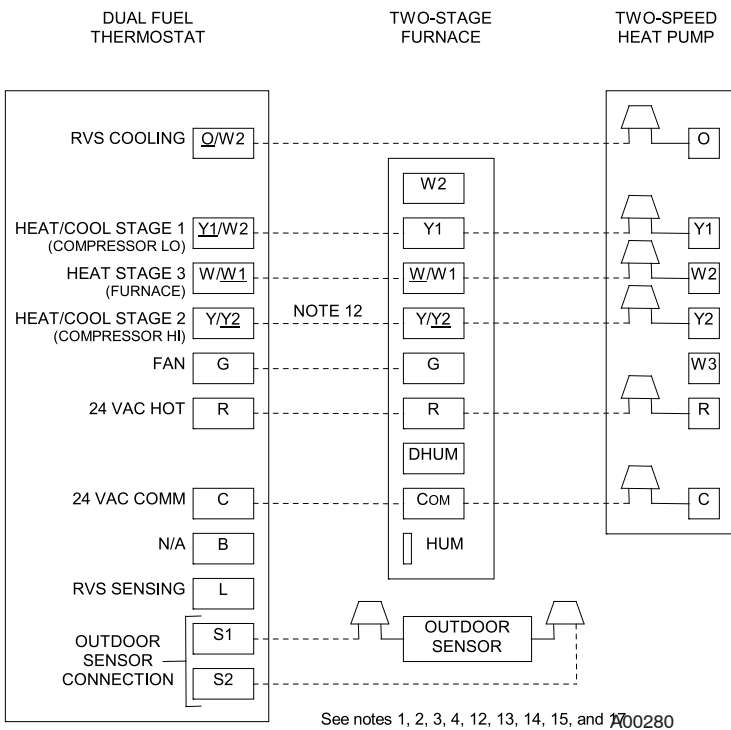 DUAL FUEL
THERMOSTAT
TWO-STAGE
FURNACE
TWO-SPEED
HEAT PUMP
RVS COOLING
O/W2
O
W2
HEAT/COOL STAGE 1
(COMPRESSOR LO)
Y1/W2
Y1
Y1
HEAT STAGE 3
(FURNACE)
W/W1
W/W1
W2
HEAT/COOL STAGE 2
(COMPRESSOR HI)
Y/Y2
NOTE 12
Y/Y2
Y2
FAN
G
G
W3
24 VAC HOT
R
R
R
DHUM
24 VAC COMM
C
COM
C
N/A
B
HUM
RVS SENSING
L
OUTDOOR
SENSOR
CONNECTION
S1
S2
OUTDOOR
SENSOR
See notes 1, 2, 3, 4, 12, 13, 14, 15, and 17
A00280